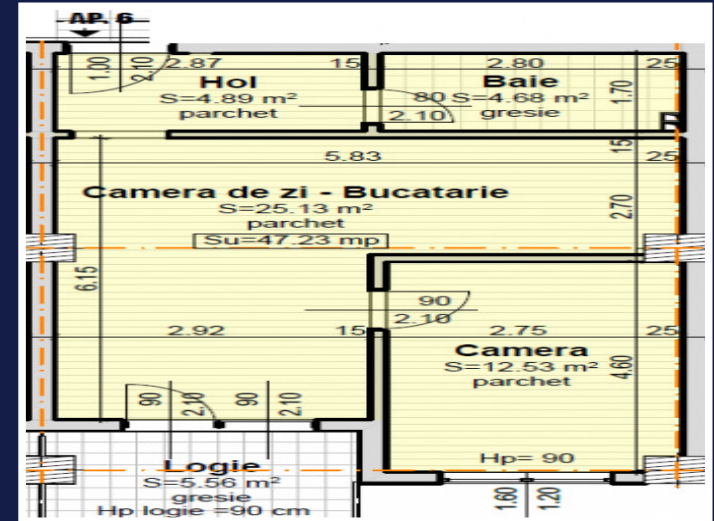 AP. 6
1.00
2.10
2.87
15
2.80
25
Hol
S=4.89 m²
parchet
80
2.10
Baie
S=4.68 m²
gresie
1.70
5.83
15
25
Camera de zi - Bucatarie
S=25.13 m²
parchet
Su=47.23 mp
2.70
6.15
90
2.10
2.92
15
2.75
25
Camera
S=12.53 m²
parchet
4.60
90
2.10
90
2.10
Hp= 90
Logie
S=5.56 m²
gresie
Hp logie =90 cm
1.60
1.20